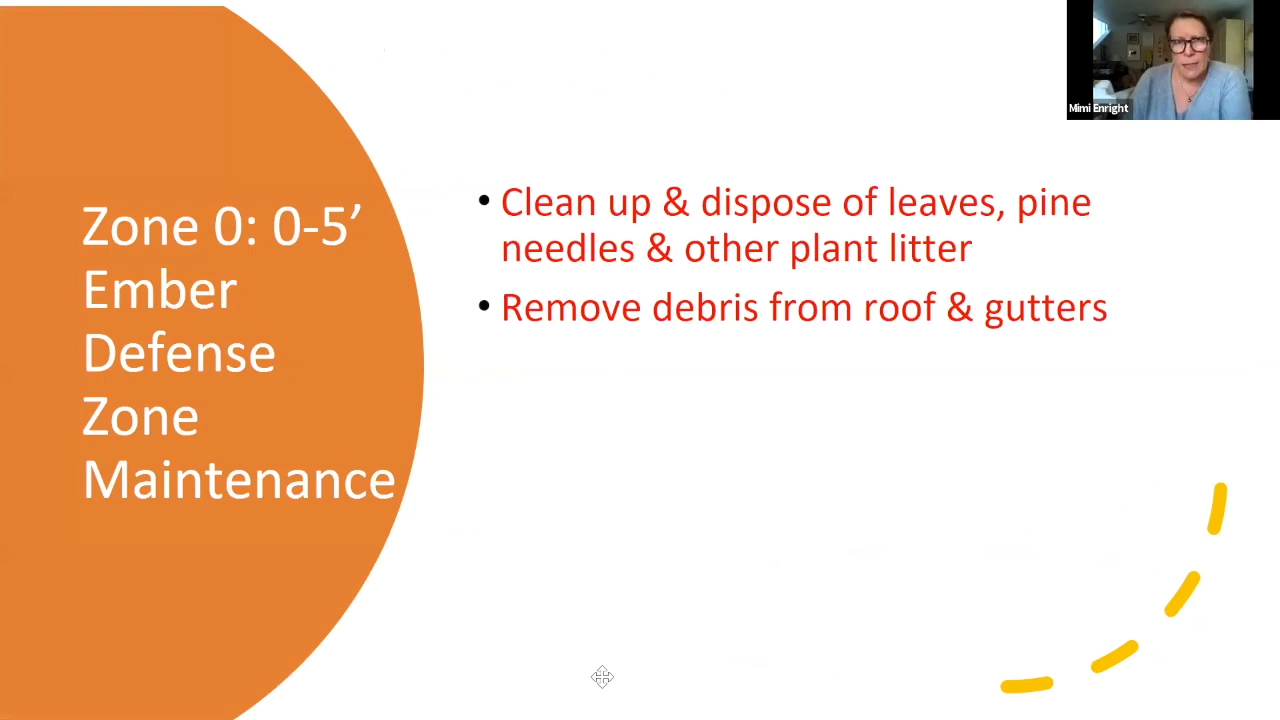 Zone 0: 0-5’
Ember
Defense
Zone
Maintenance
• Clean up & dispose of leaves, pine
needles & other plant litter
• Remove debris from roof & gutters
Mimi Enright